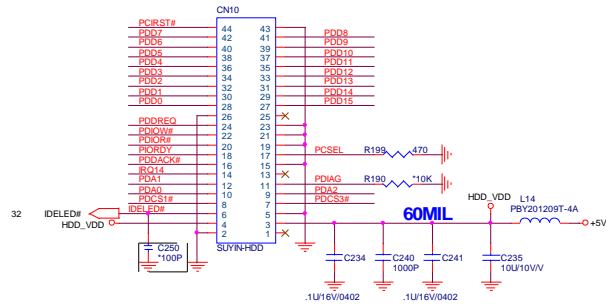 CN10
PCIRST# 44 43
PDD7 42 41 PDD8
PDD6 40 39 PDD9
PDD5 38 37 PDD10
PDD4 36 35 PDD11
PDD3 34 33 PDD12
PDD2 32 31 PDD13
PDD1 30 29 PDD14
PDD0 28 27 PDD15
26 25
PDDREQ 24 23
PDIOW# 22 21
PDIOR# 20 19
PIORDY 18 17 PCSEL R199 470
PDDACK# 16 15
IRQ14 14 13
PDA1 12 11 PDIAG R190 *10K
PDA0 10 9 PDA2
PDCS1# 8 7 PDCS3#
32 IDELED# IDELED# 6 5
HDD_VDD 4 3
2 1
SUYIN-HDD
60MIL
HDD_VDD
L14
PBY201209T-4A
+5V
C250
*100P
C234
.1U/16V/0402
C240
1000P
C241
.1U/16V/0402
C235
10U/10V/V